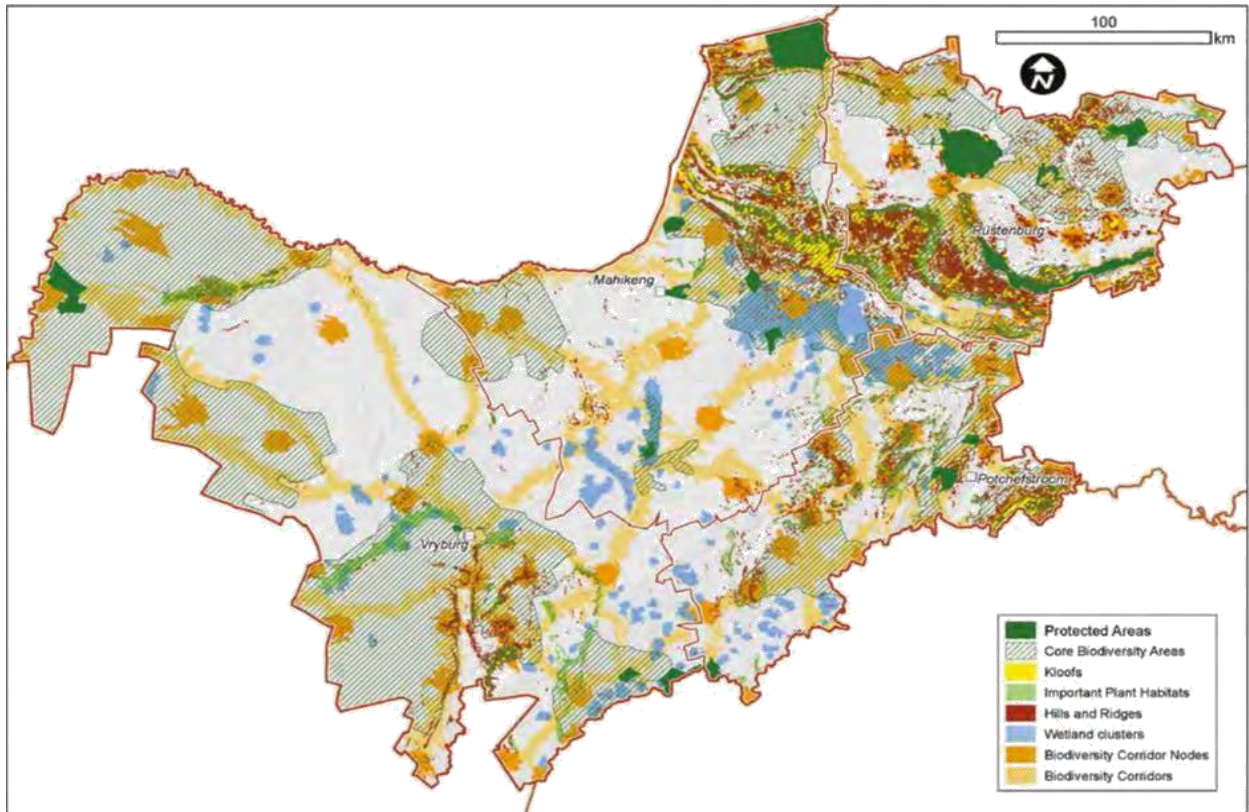 100
km
N
Rustenburg
Mahikeng
Potchefstroom
Vryburg
Protected Areas
Core Biodiversity Areas
Kloofs
Important Plant Habitats
Hills and Ridges
Wetland clusters
Biodiversity Corridor Nodes
Biodiversity Corridors